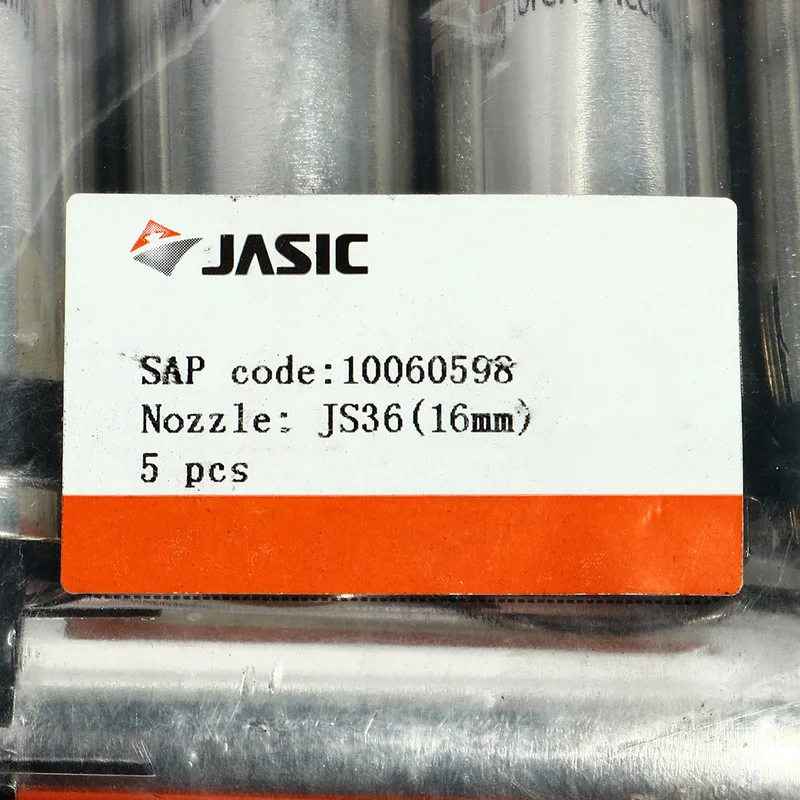 JASIC
SAP code:10060598
Nozzle: JS36(16mm)
5 pcs